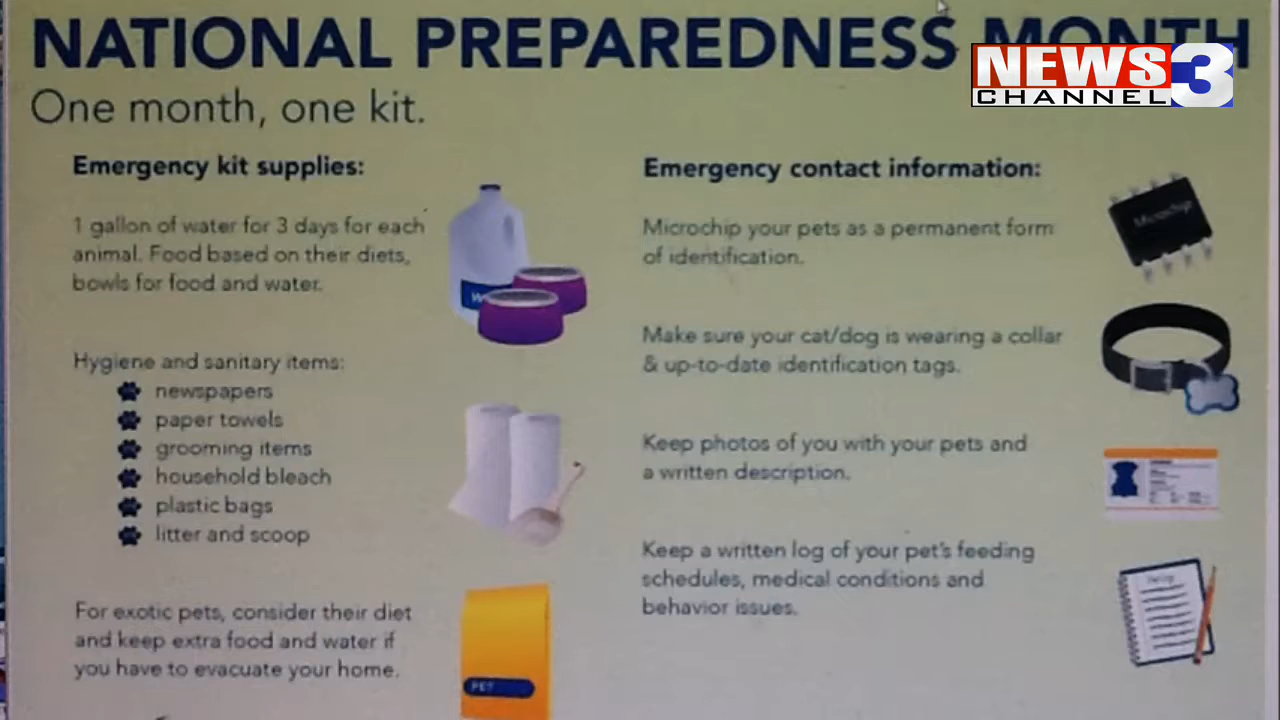 NATIONAL PREPAREDNESS MONTH
NEWS
CHANNEL 3
One month, one kit.
Emergency kit supplies:
1 gallon of water for 3 days for each
animal. Food based on their diets,
bowls for food and water.
W
Hygiene and sanitary items:
newspapers
paper towels
grooming items
household bleach
plastic bags
litter and scoop
For exotic pets, consider their diet
and keep extra food and water if
you have to evacuate your home.
PET
Emergency contact information:
Microchip your pets as a permanent form
of identification.
Microchip
Make sure your cat/dog is wearing a collar
& up-to-date identification tags.
Keep photos of you with your pets and
a written description.
Keep a written log of your pet's feeding
schedules, medical conditions and
behavior issues.